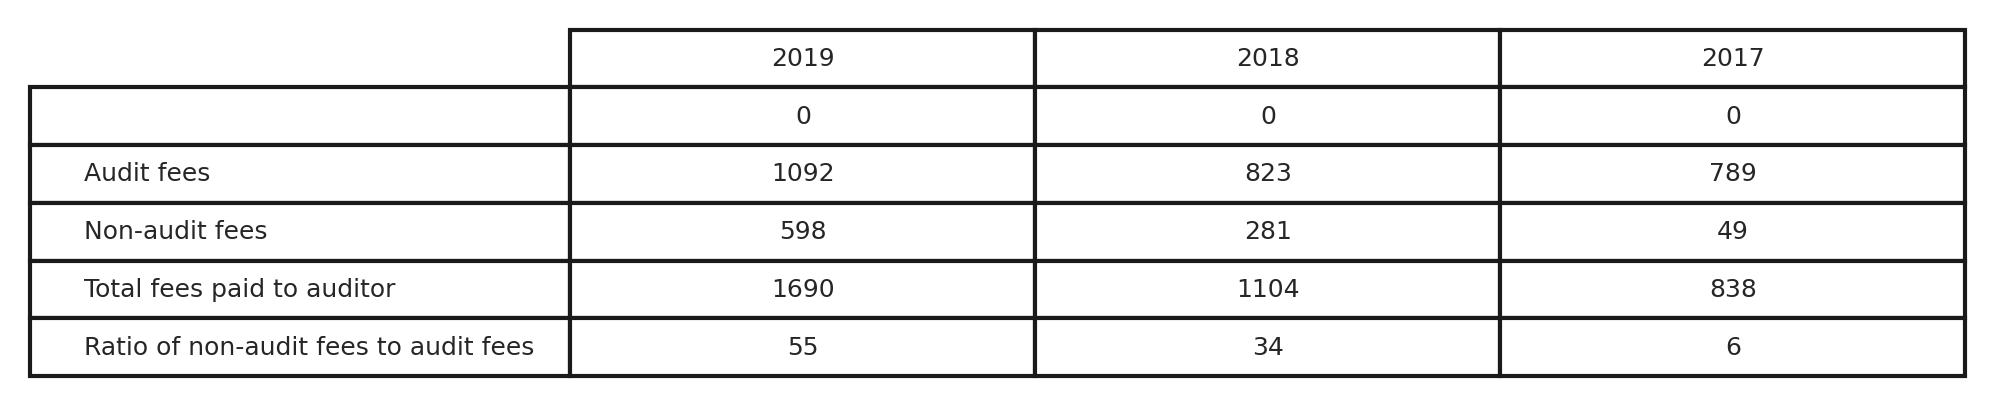 2019 2018 2017
0 0 0
Audit fees 1092 823 789
Non-audit fees 598 281 49
Total fees paid to auditor 1690 1104 838
Ratio of non-audit fees to audit fees 55 34 6